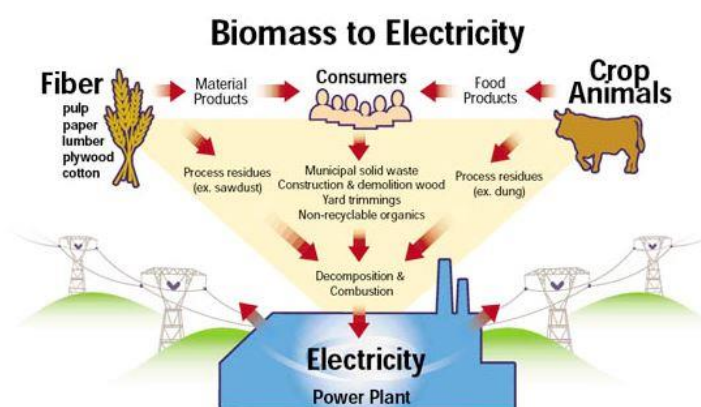 Biomass to Electricity
Fiber
pulp
paper
lumber
plywood
cotton
Material
Products
Consumers
Food
Products
Crop
Animals
Process residues
(ex. sawdust)
Municipal solid waste
Construction & demolition wood
Yard trimmings
Non-recyclable organics
Process residues
(ex. dung)
Decomposition &
Combustion
Electricity
Power Plant